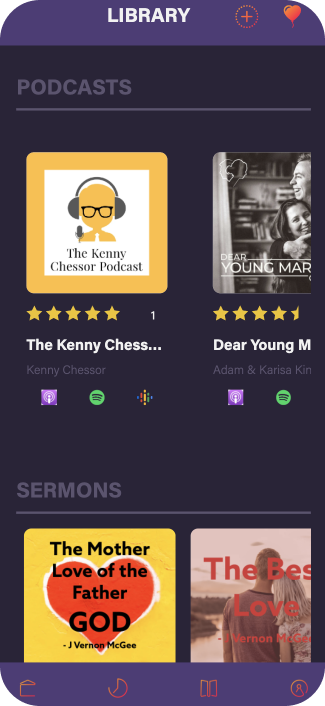 LIBRARY
PODCASTS
The Kenny
Chessor Podcast
DEAR
YOUNG MAR
1
The Kenny Chess...
Dear Young M
Kenny Chessor
Adam & Karisa Kin
SERMONS
The Mother
Love of the
Father
GOD
- J Vernon McGee
The Bes
Love
- J Vernon McG